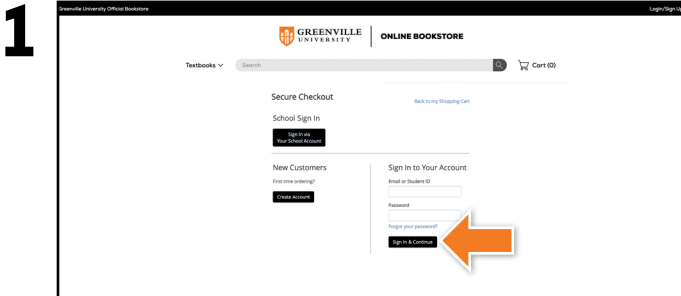 1
Greenville University Official Bookstore
Login/Sign Up
GREENVILLE
UNIVERSITY
ONLINE BOOKSTORE
Textbooks
Search
Cart (0)
Secure Checkout
Back to my Shopping Cart
School Sign In
Sign In via
Your School Account
New Customers
First time ordering?
Create Account
Sign In to Your Account
Email or Student ID
Password
Forgot your password?
Sign In & Continue